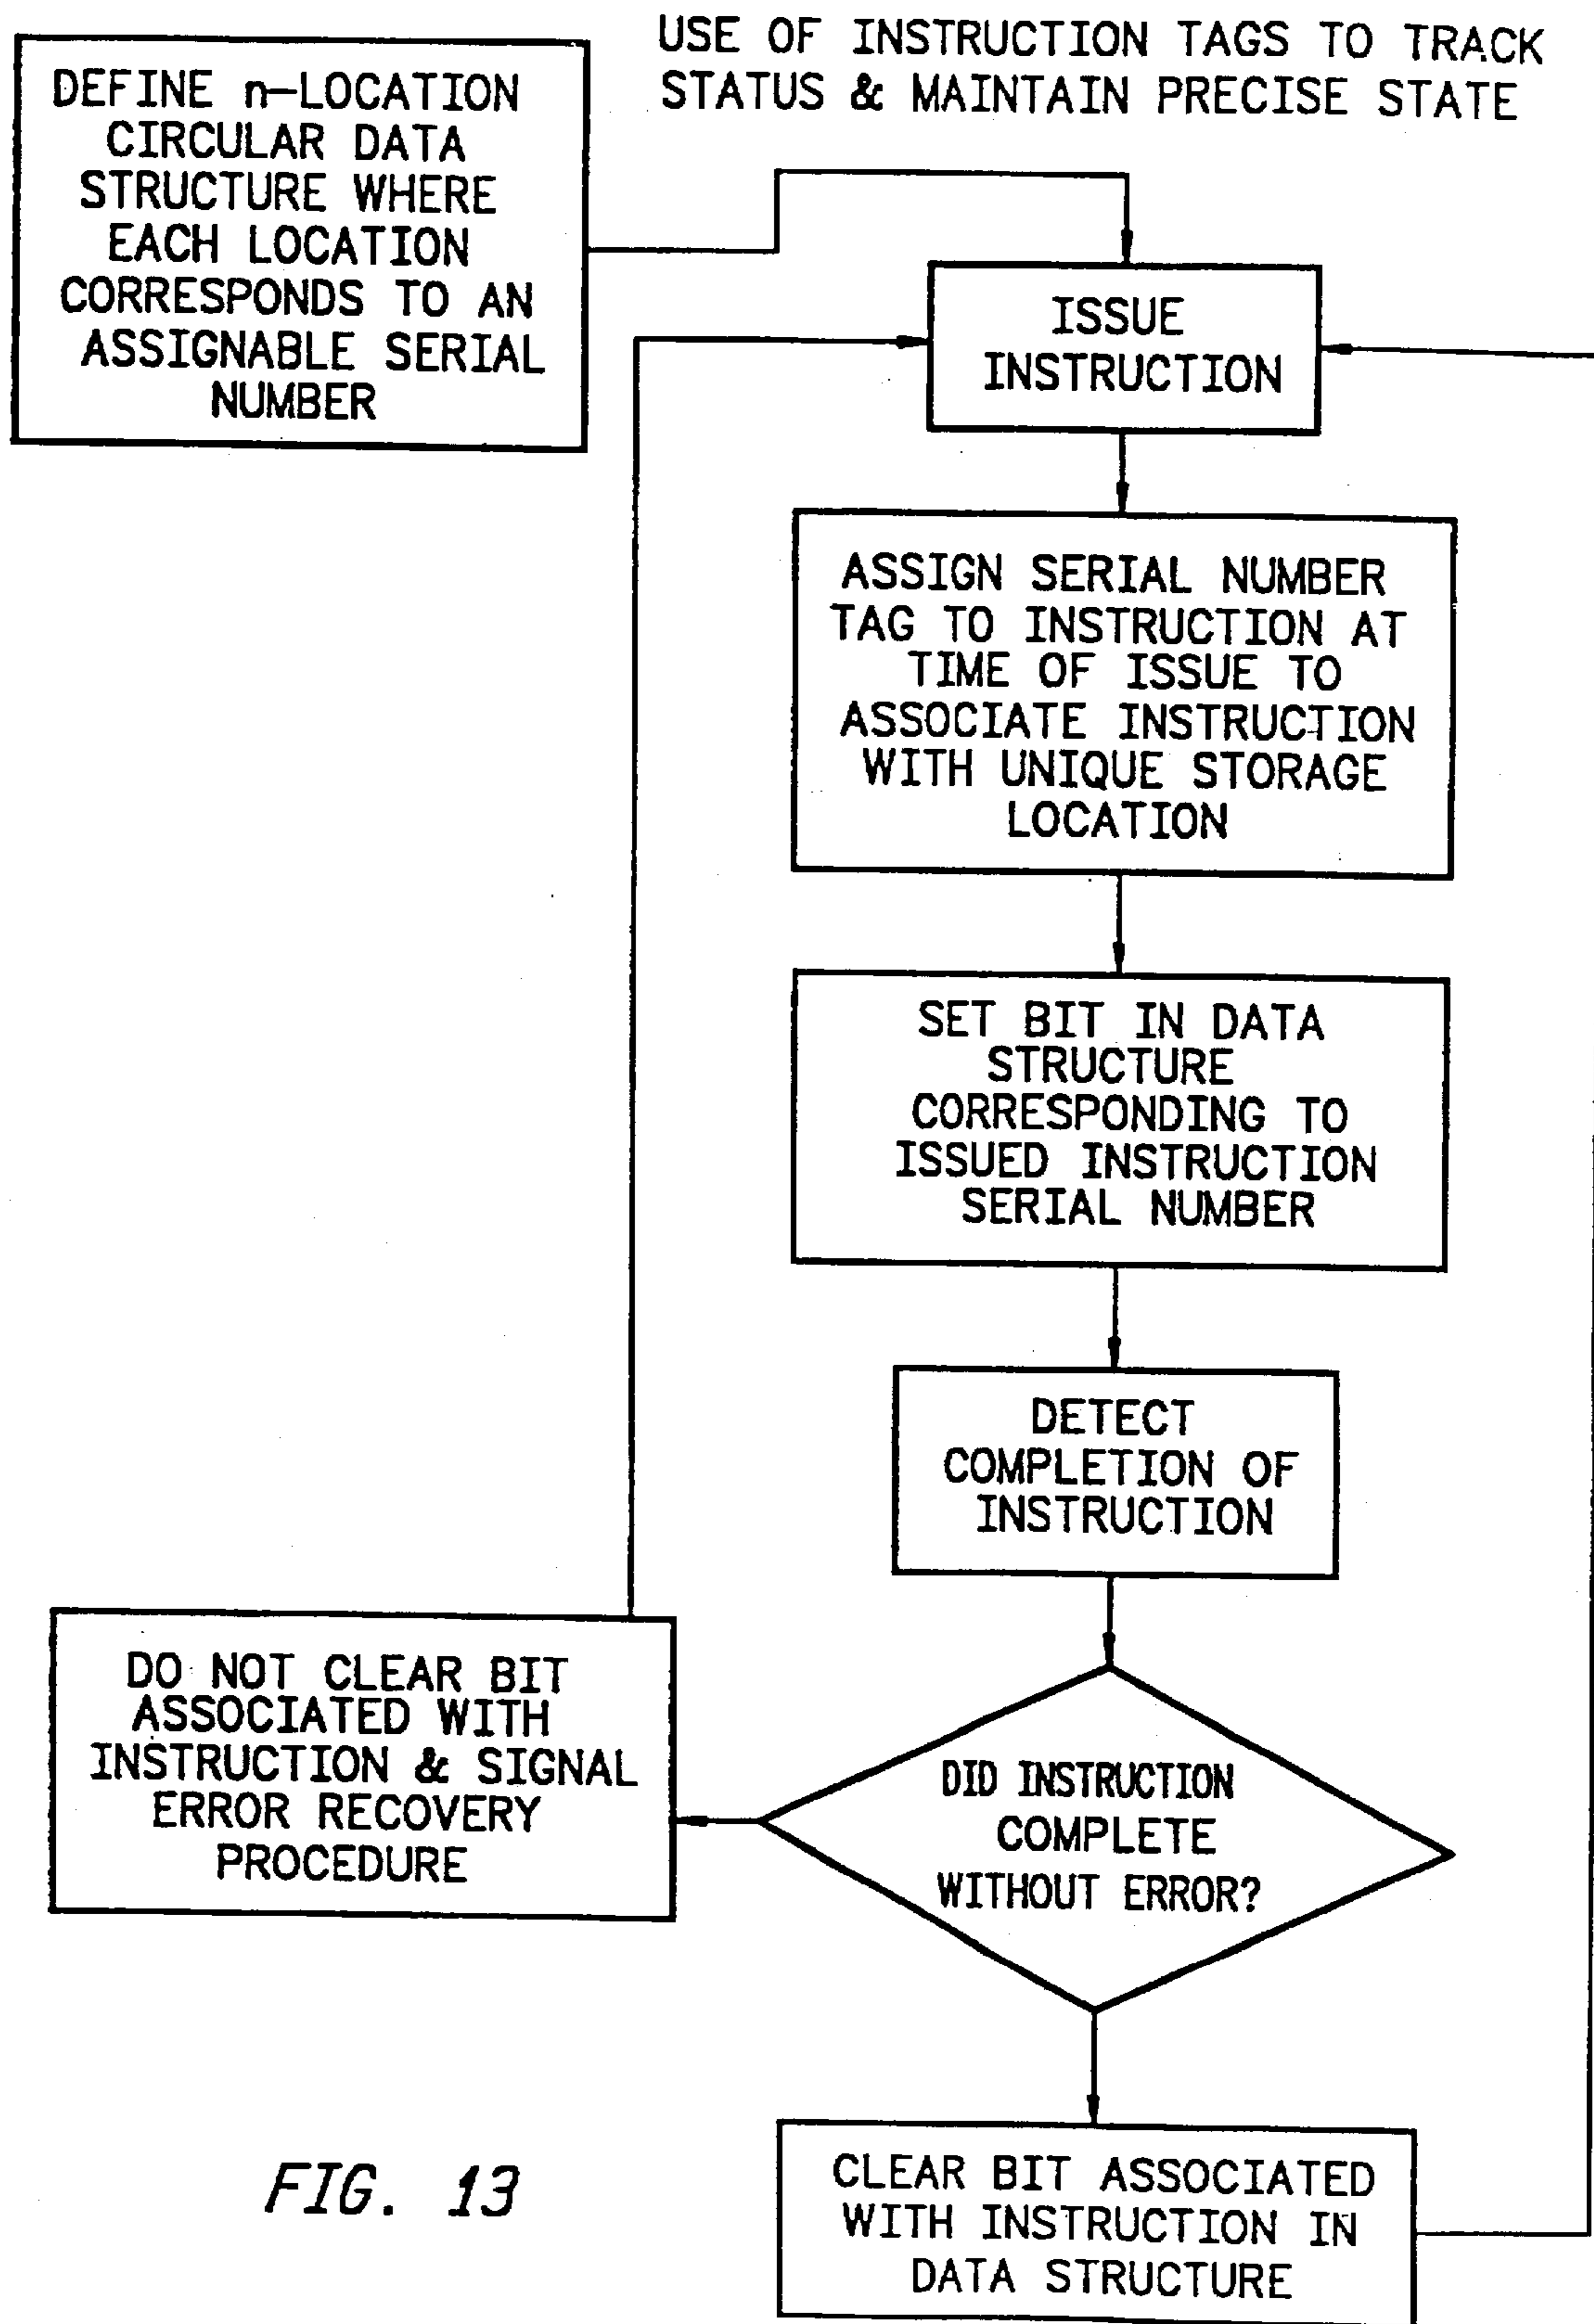 USE OF INSTRUCTION TAGS TO TRACK
STATUS & MAINTAIN PRECISE STATE
DEFINE n-LOCATION
CIRCULAR DATA
STRUCTURE WHERE
EACH LOCATION
CORRESPONDS TO AN
ASSIGNABLE SERIAL
NUMBER
ISSUE
INSTRUCTION
ASSIGN SERIAL NUMBER
TAG TO INSTRUCTION AT
TIME OF ISSUE TO
ASSOCIATE INSTRUCTION
WITH UNIQUE STORAGE
LOCATION
SET BIT IN DATA
STRUCTURE
CORRESPONDING TO
ISSUED INSTRUCTION
SERIAL NUMBER
DETECT
COMPLETION OF
INSTRUCTION
DID INSTRUCTION
COMPLETE
WITHOUT ERROR?
DO NOT CLEAR BIT
ASSOCIATED WITH
INSTRUCTION & SIGNAL
ERROR RECOVERY
PROCEDURE
CLEAR BIT ASSOCIATED
WITH INSTRUCTION IN
DATA STRUCTURE
FIG. 13